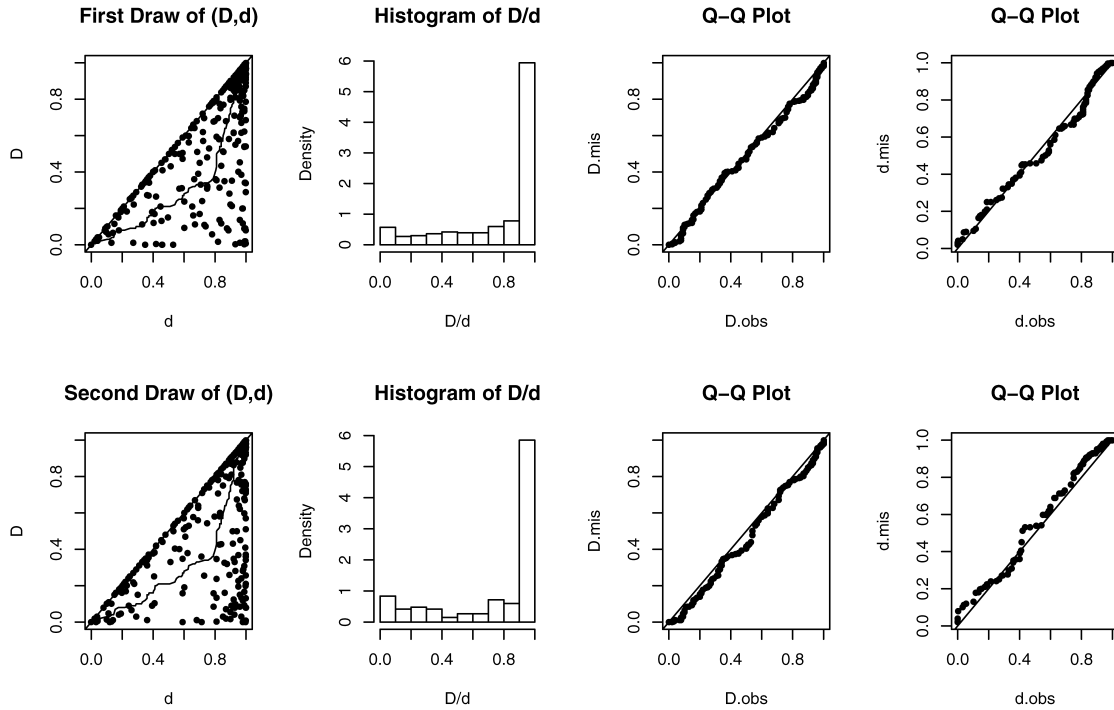 First Draw of (D,d)
D
0.0 0.4 0.8
0.0 0.4 0.8
d
Histogram of D/d
Density
0 1 2 3 4 5 6
0.0 0.4 0.8
D/d
Q−Q Plot
D.mis
0.0 0.4 0.8
0.0 0.4 0.8
D.obs
Q−Q Plot
d.mis
0.0 0.2 0.4 0.6 0.8 1.0
0.0 0.4 0.8
d.obs
Second Draw of (D,d)
D
0.0 0.4 0.8
0.0 0.4 0.8
d
Histogram of D/d
Density
0 1 2 3 4 5 6
0.0 0.4 0.8
D/d
Q−Q Plot
D.mis
0.0 0.4 0.8
0.0 0.4 0.8
D.obs
Q−Q Plot
d.mis
0.0 0.2 0.4 0.6 0.8 1.0
0.0 0.4 0.8
d.obs